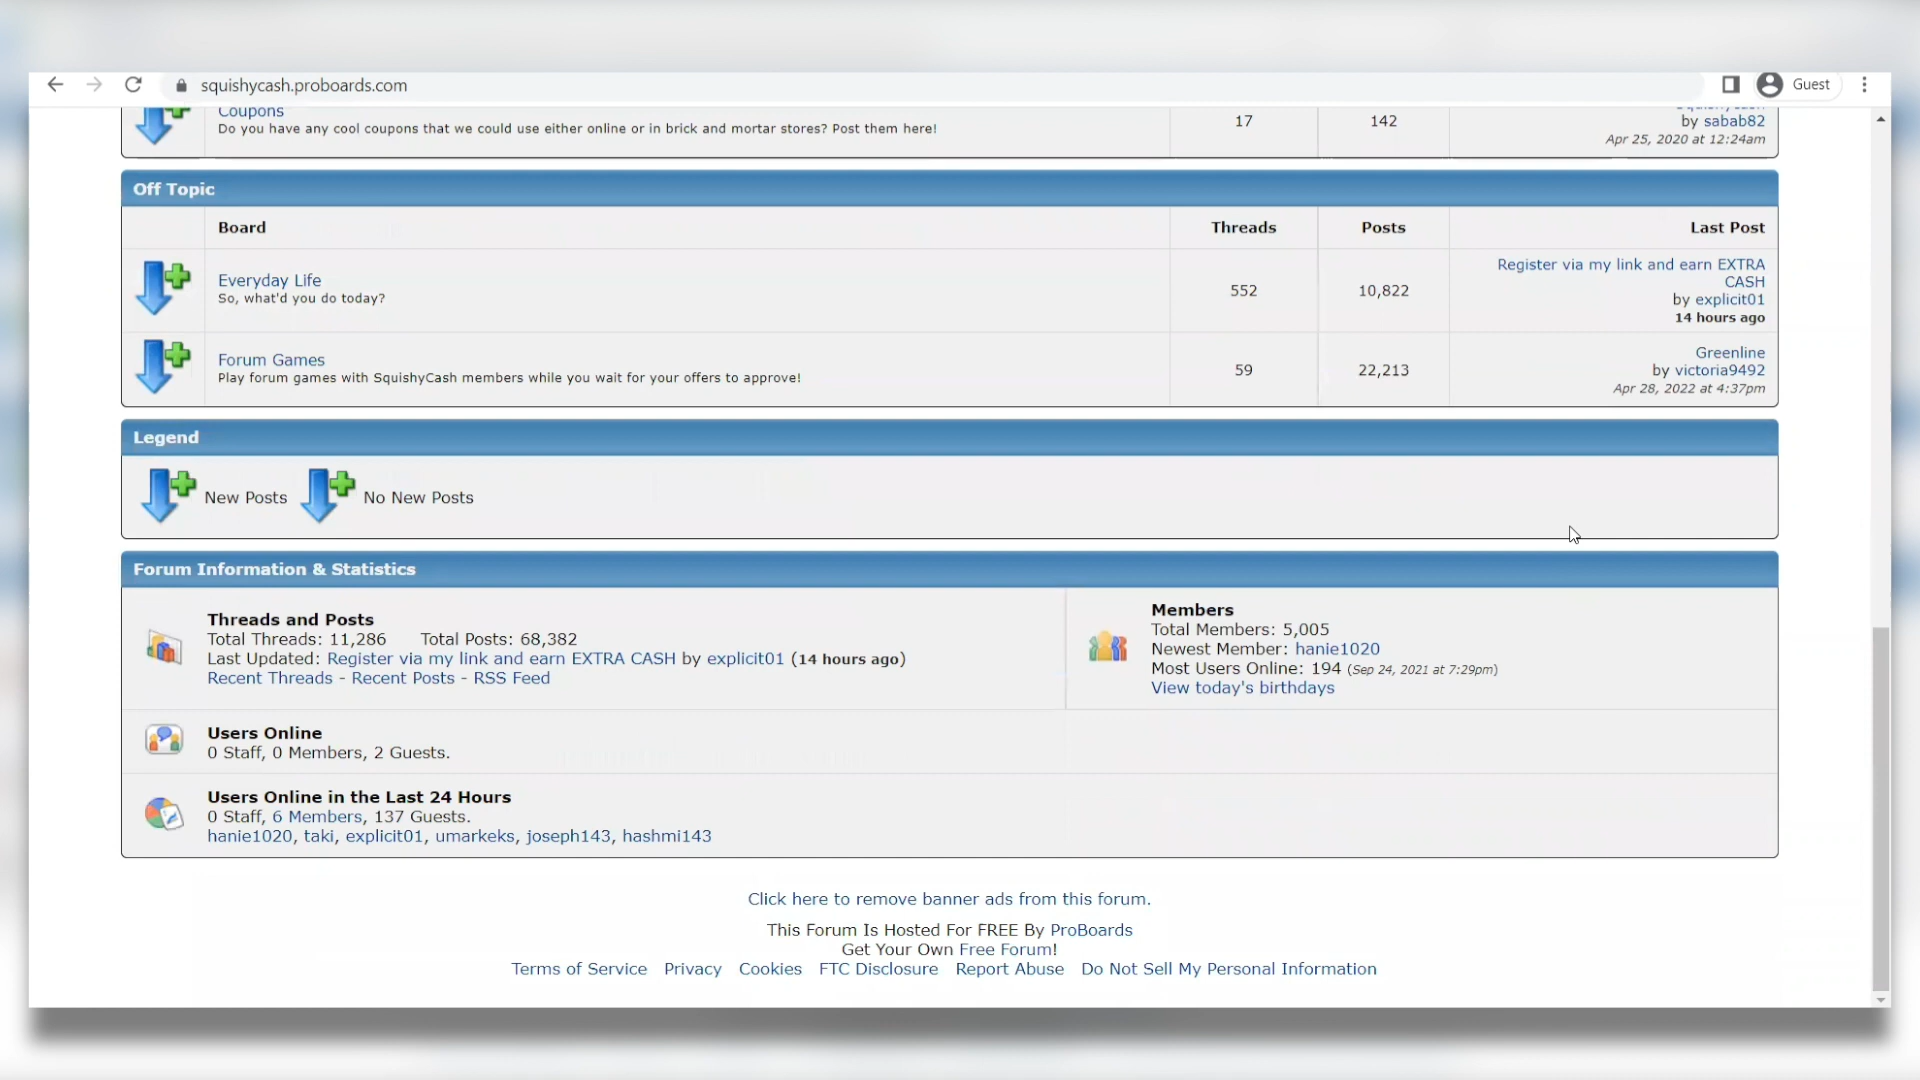 squishycash.proboards.com
Guest
Coupons
Do you have any cool coupons that we could use either online or in brick and mortar stores? Post them here!
17
142
by sabab82
Apr 25, 2020 at 12:24am
Off Topic
Board
Threads
Posts
Last Post
Everyday Life
So, what'd you do today?
552
10,822
Register via my link and earn EXTRA
CASH
by explicit01
14 hours ago
Forum Games
Play forum games with SquishyCash members while you wait for your offers to approve!
59
22,213
Greenline
by victoria9492
Apr 28, 2022 at 4:37pm
Legend
New Posts
No New Posts
Forum Information & Statistics
Threads and Posts
Total Threads: 11,286 Total Posts: 68,382
Last Updated: Register via my link and earn EXTRA CASH by explicit01 (14 hours ago)
Recent Threads - Recent Posts - RSS Feed
Members
Total Members: 5,005
Newest Member: hanie1020
Most Users Online: 194 (Sep 24, 2021 at 7:29pm)
View today's birthdays
Users Online
0 Staff, 0 Members, 2 Guests.
Users Online in the Last 24 Hours
0 Staff, 6 Members, 137 Guests.
hanie1020, taki, explicit01, umarkeks, joseph143, hashmi143
Click here to remove banner ads from this forum.
This Forum Is Hosted For FREE By ProBoards
Get Your Own Free Forum!
Terms of Service Privacy Cookies FTC Disclosure Report Abuse Do Not Sell My Personal Information